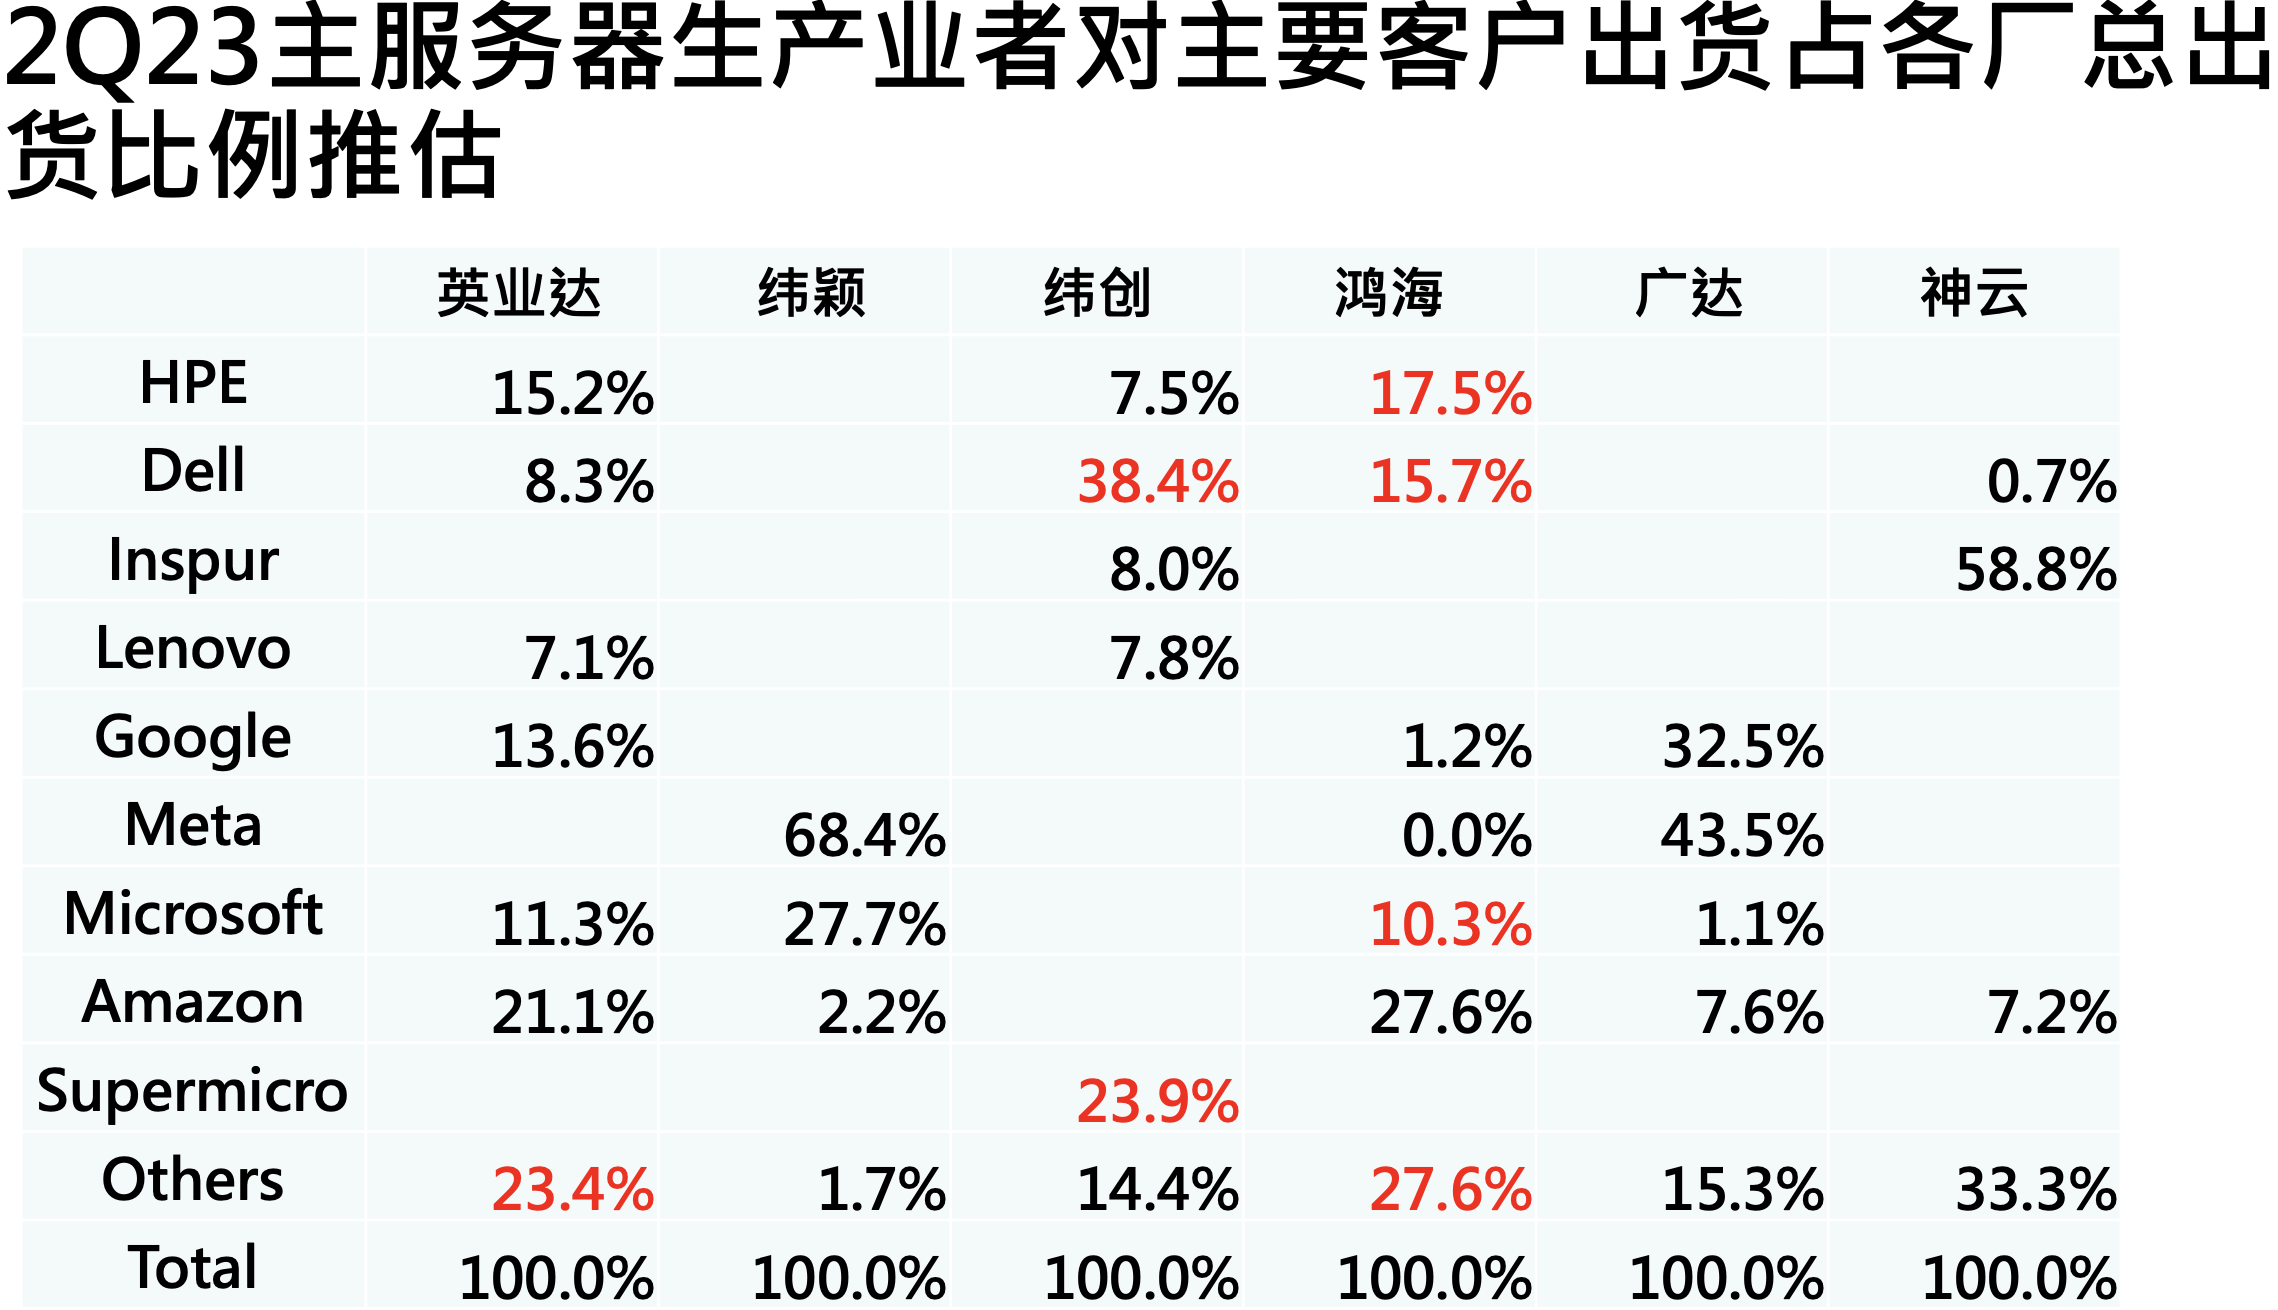 2Q23主服务器生产业者对主要客户出货占各厂总出
货比例推估
英业达 纬颖 纬创 鸿海 广达 神云
HPE 15.2% 7.5% 17.5%
Dell 8.3% 38.4% 15.7% 0.7%
Inspur 8.0% 58.8%
Lenovo 7.1% 7.8%
Google 13.6% 1.2% 32.5%
Meta 68.4% 0.0% 43.5%
Microsoft 11.3% 27.7% 10.3% 1.1%
Amazon 21.1% 2.2% 27.6% 7.6% 7.2%
Supermicro 23.9%
Others 23.4% 1.7% 14.4% 27.6% 15.3% 33.3%
Total 100.0% 100.0% 100.0% 100.0% 100.0% 100.0%